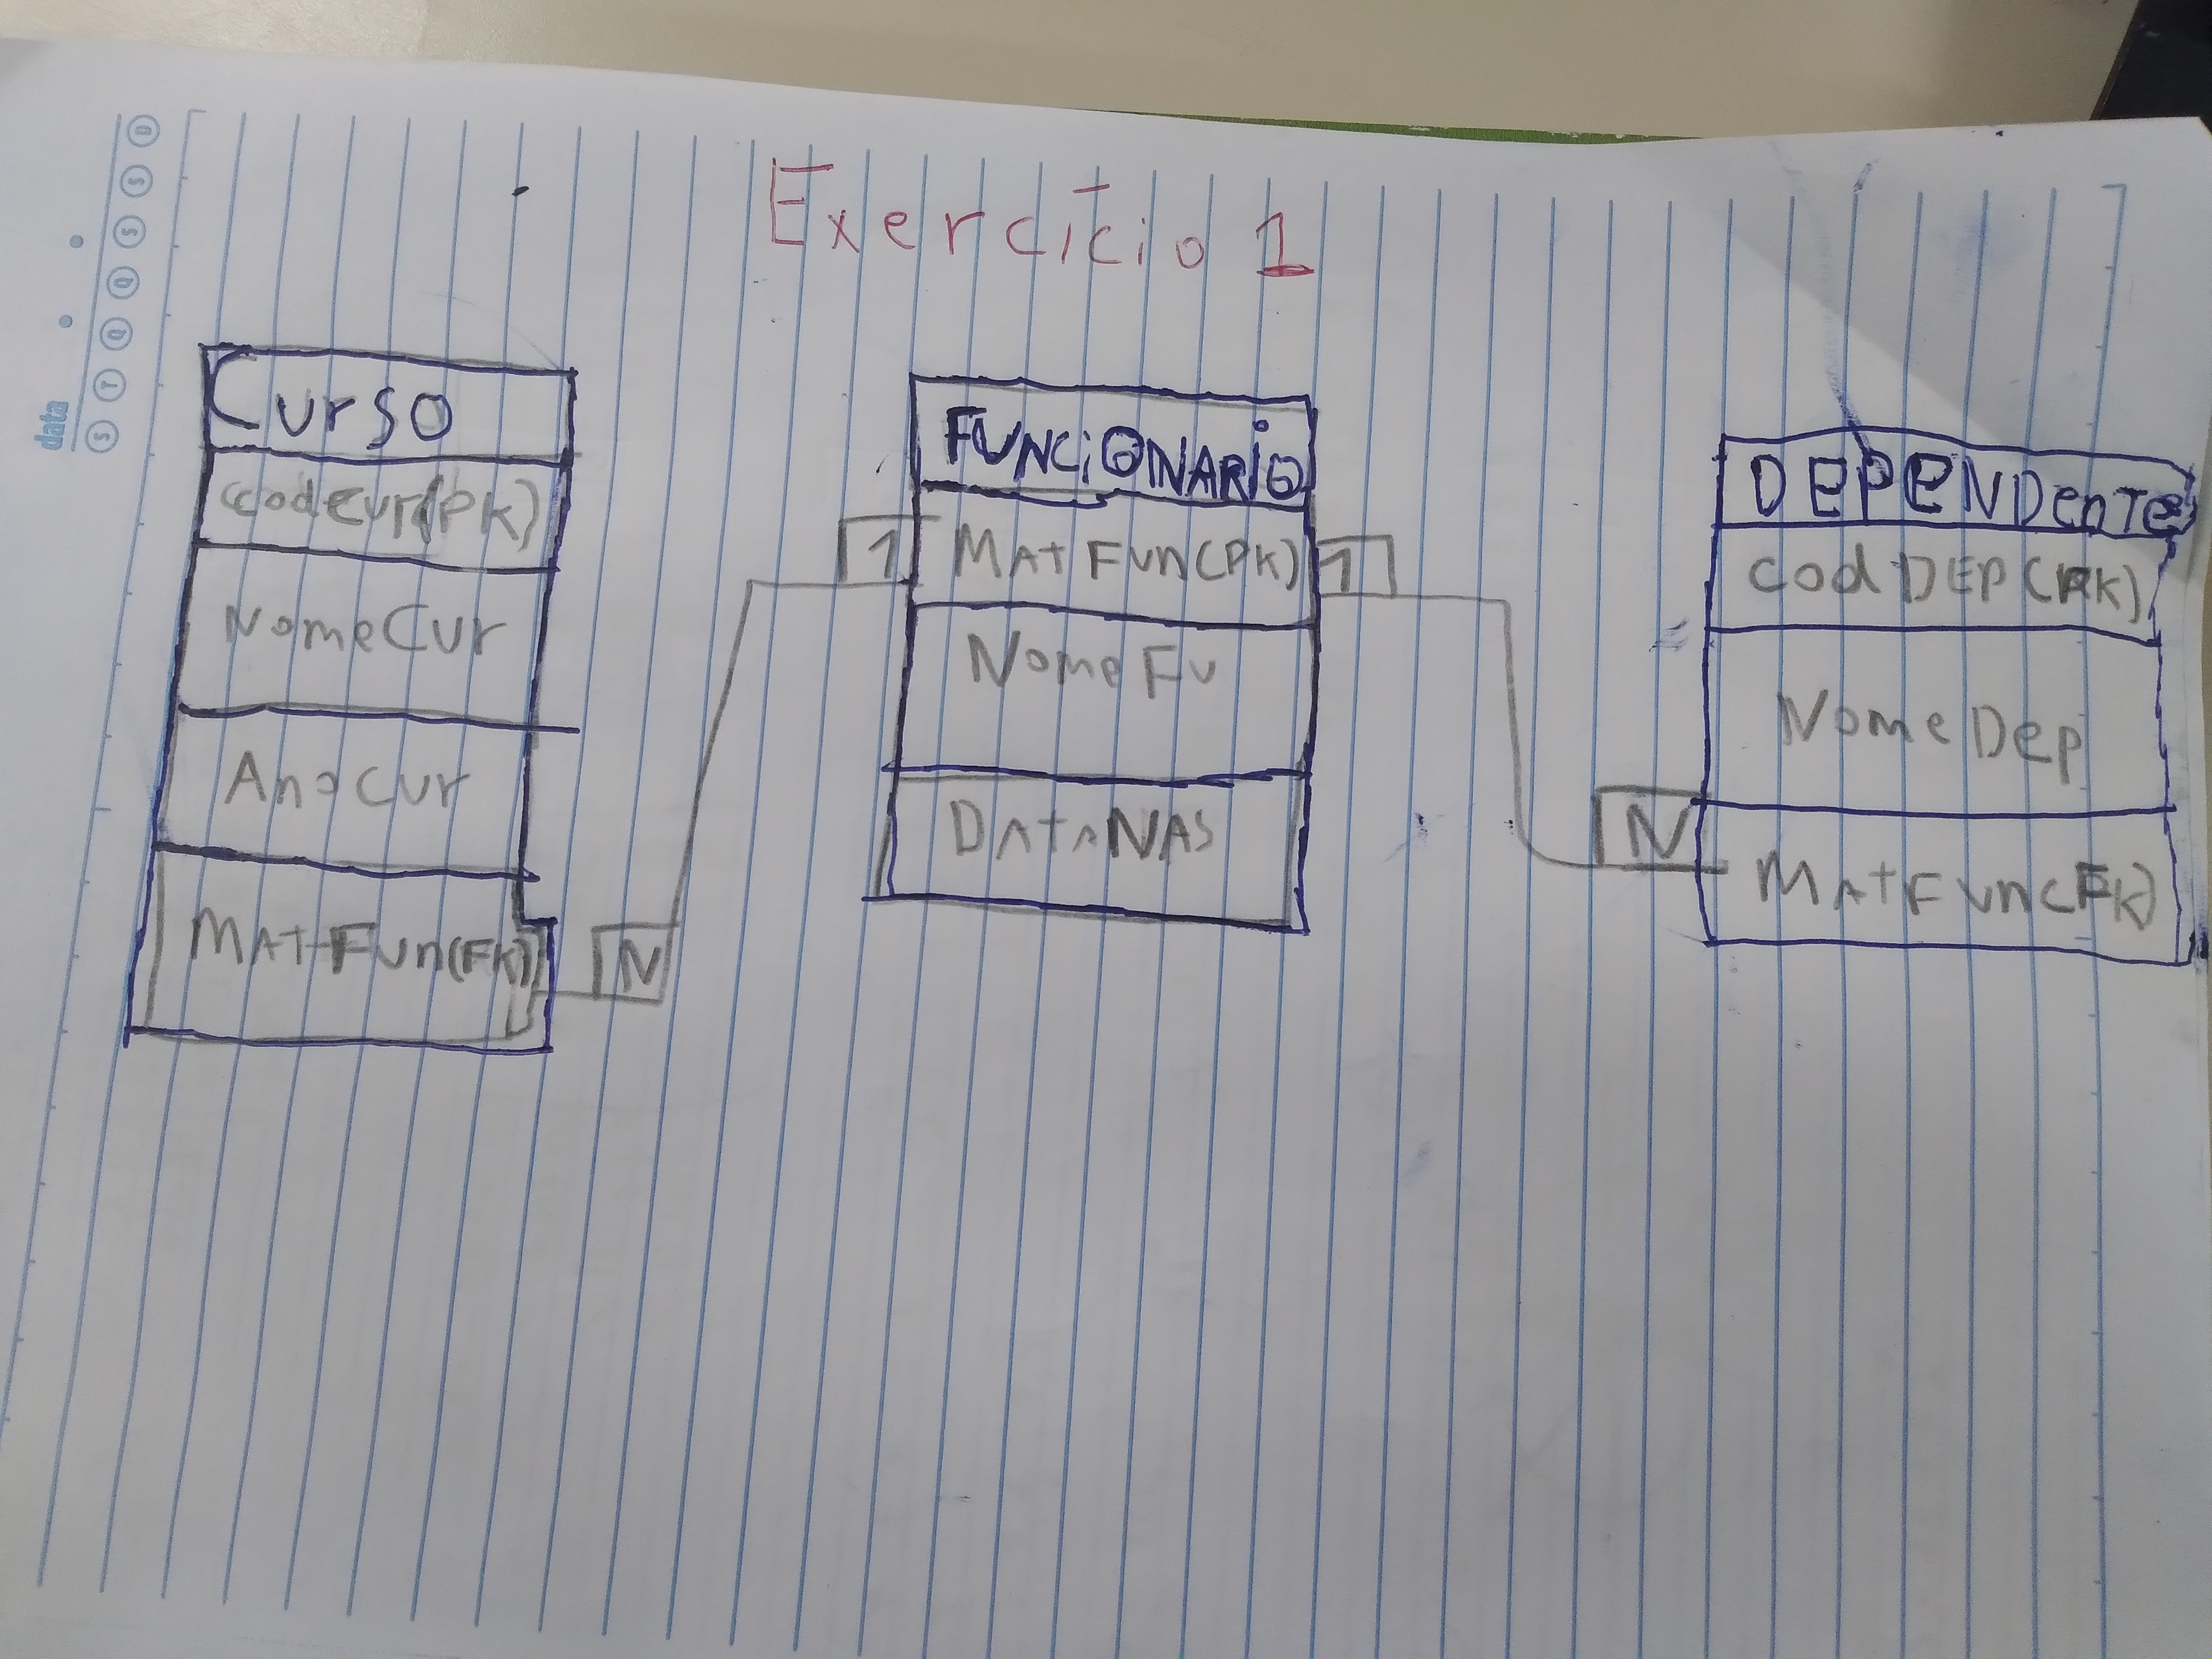 data
S T Q Q S S D
Exercício 1
Curso
codCur(PK)
NomeCur
AnoCur
MATFun(FK)
N
FUNCiONARiO
1
MATFun(PK)
1
NomeFu
DATANAS
DEPENDenTe
codDEP(PK)
NomeDep
N
MATFun(FK)